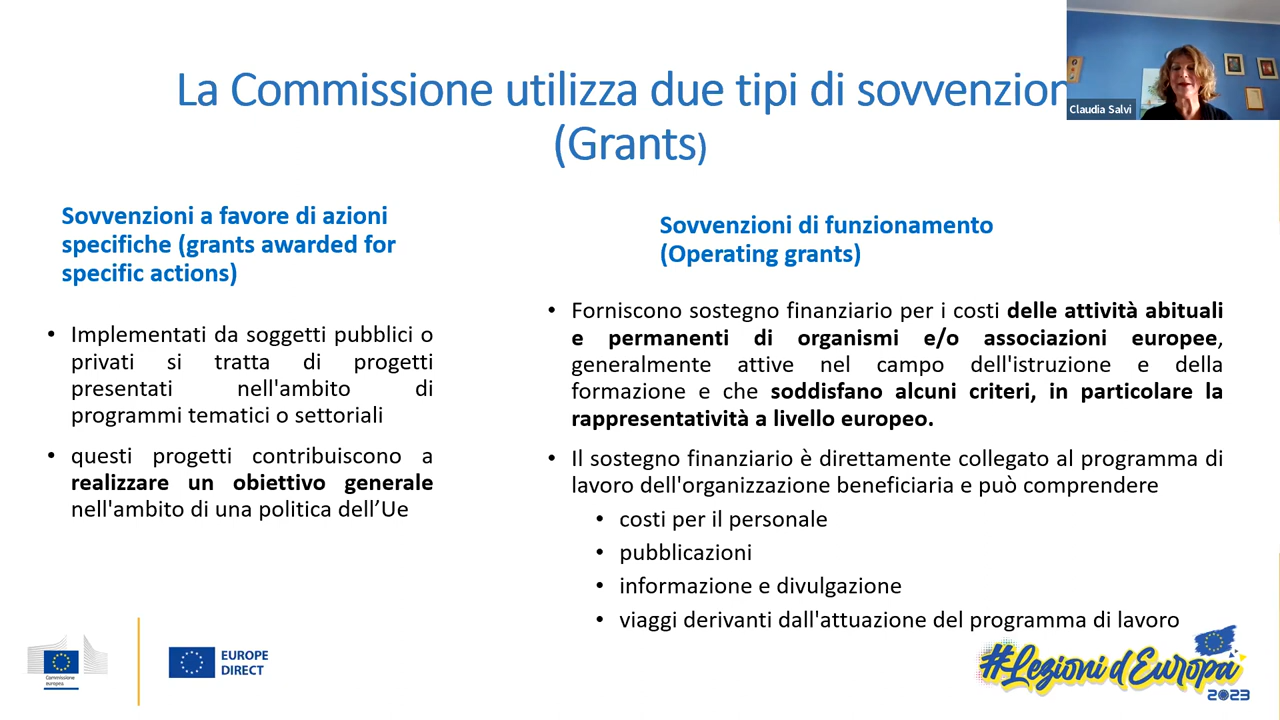 La Commissione utilizza due tipi di sovvenzion
(Grants)
Claudia Salvi
Sovvenzioni a favore di azioni
specifiche (grants awarded for
specific actions)
Implementati da soggetti pubblici o
privati si tratta di progetti
presentati nell'ambito di
programmi tematici o settoriali
questi progetti contribuiscono a
realizzare un obiettivo generale
nell'ambito di una politica dell’Ue
Sovvenzioni di funzionamento
(Operating grants)
Forniscono sostegno finanziario per i costi delle attività abituali
e permanenti di organismi e/o associazioni europee,
generalmente attive nel campo dell'istruzione e della
formazione e che soddisfano alcuni criteri, in particolare la
rappresentatività a livello europeo.
Il sostegno finanziario è direttamente collegato al programma di
lavoro dell'organizzazione beneficiaria e può comprendere
costi per il personale
pubblicazioni
informazione e divulgazione
viaggi derivanti dall'attuazione del programma di lavoro
Commissione
europea
EUROPE
DIRECT
#Lezioni d'Europa
2023